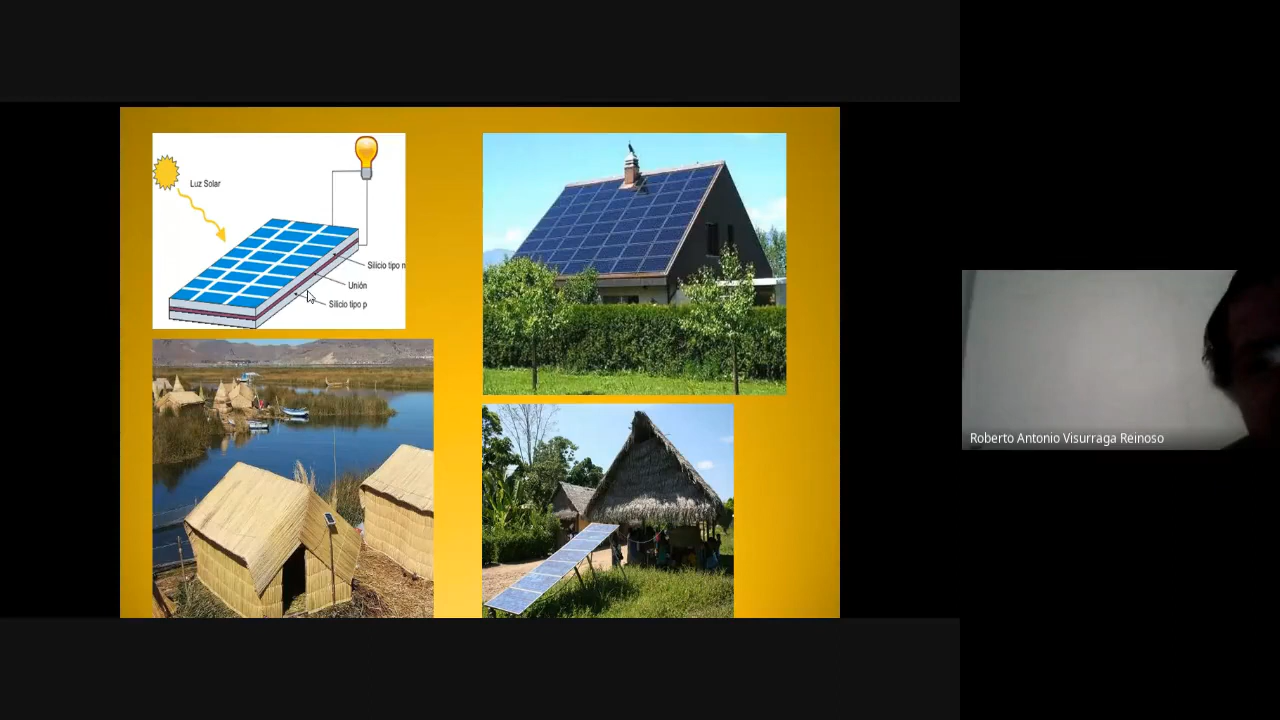 Luz Solar
Silicio tipo n
Unión
Silicio tipo p
Roberto Antonio Visurraga Reinoso